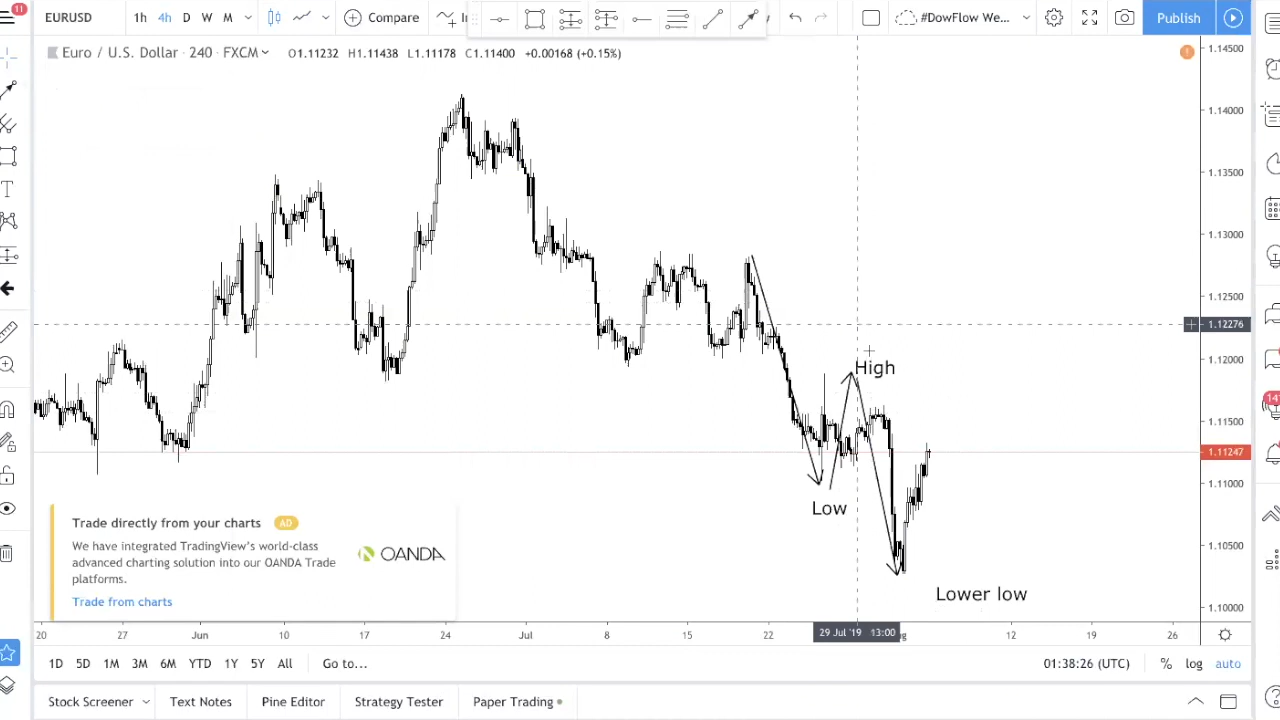 11
EURUSD
1h 4h D W M
Compare
In
#DowFlow We...
Publish
Euro / U.S. Dollar · 240 · FXCM
O1.11232 H1.11438 L1.11178 C1.11400 +0.00168 (+0.15%)
1.14500
1.14000
1.13500
1.13000
1.12500
1.12276
1.12000
1.11500
1.11247
1.11000
1.10500
1.10000
High
Low
Lower low
Trade directly from your charts AD
We have integrated TradingView's world-class
advanced charting solution into our OANDA Trade
platforms.
OANDA
Trade from charts
20 27 Jun 10 17 24 Jul 8 15 22 29 Jul '19 13:00 12 19 26
1D 5D 1M 3M 6M YTD 1Y 5Y All Go to... 01:38:26 (UTC) % log auto
Stock Screener Text Notes Pine Editor Strategy Tester Paper Trading